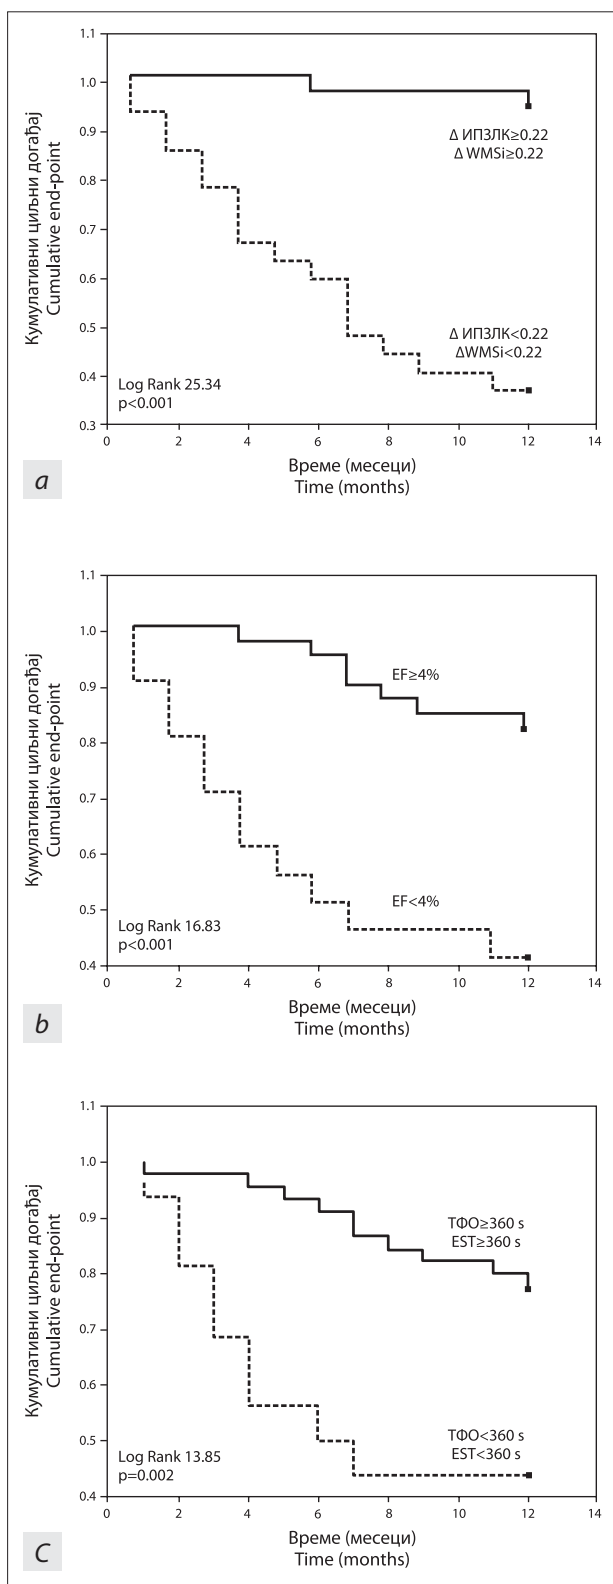 Кумулативни циљни догађај
Cumulative end-point
1.1
1.0
0.9
0.8
0.7
0.6
0.5
0.4
0.3
Δ ИПЗЛК≥0.22
Δ WMSi≥0.22
Δ ИПЗЛК<0.22
ΔWMSi<0.22
Log Rank 25.34
p<0.001
0 2 4 6 8 10 12 14
Време (месеци)
Time (months)
a
Кумулативни циљни догађај
Cumulative end-point
1.1
1.0
0.9
0.8
0.7
0.6
0.5
0.4
EF≥4%
EF<4%
Log Rank 16.83
p<0.001
0 2 4 6 8 10 12 14
Време (месеци)
Time (months)
b
Кумулативни циљни догађај
Cumulative end-point
1.1
1.0
0.9
0.8
0.7
0.6
0.5
0.4
ТФО≥360 s
EST≥360 s
ТФО<360 s
EST<360 s
Log Rank 13.85
p=0.002
0 2 4 6 8 10 12 14
Време (месеци)
Time (months)
C